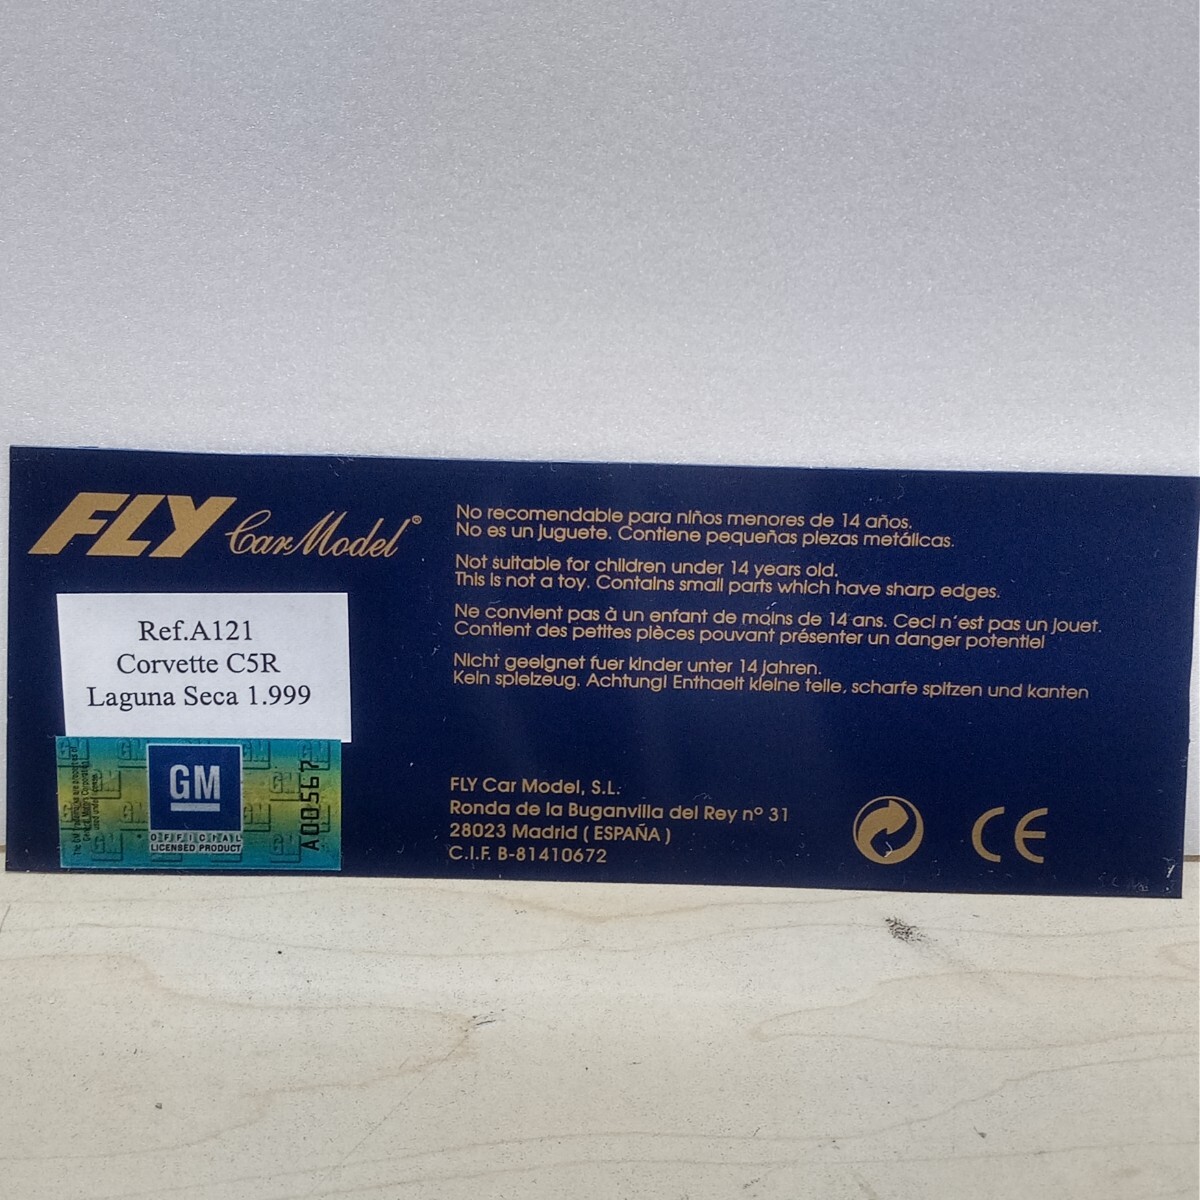 FLY Car Model®
Ref.A121
Corvette C5R
Laguna Seca 1.999
GM
OFFICIAL
LICENSED PRODUCT
A00567
No recomendable para niños menores de 14 años.
No es un juguete. Contiene pequeñas piezas metálicas.
Not suitable for children under 14 years old.
This is not a toy. Contains small parts which have sharp edges.
Ne convient pas à un enfant de moins de 14 ans. Ceci n'est pas un jouet.
Contient des petites pièces pouvant présenter un danger potentiel
Nicht geeignet fuer kinder unter 14 jahren.
Kein spielzeug. Achtung! Enthaelt kleine teile, scharfe spitzen und kanten
FLY Car Model, S.L.
Ronda de la Buganvilla del Rey nº 31
28023 Madrid ( ESPAÑA )
C.I.F. B-81410672
CE